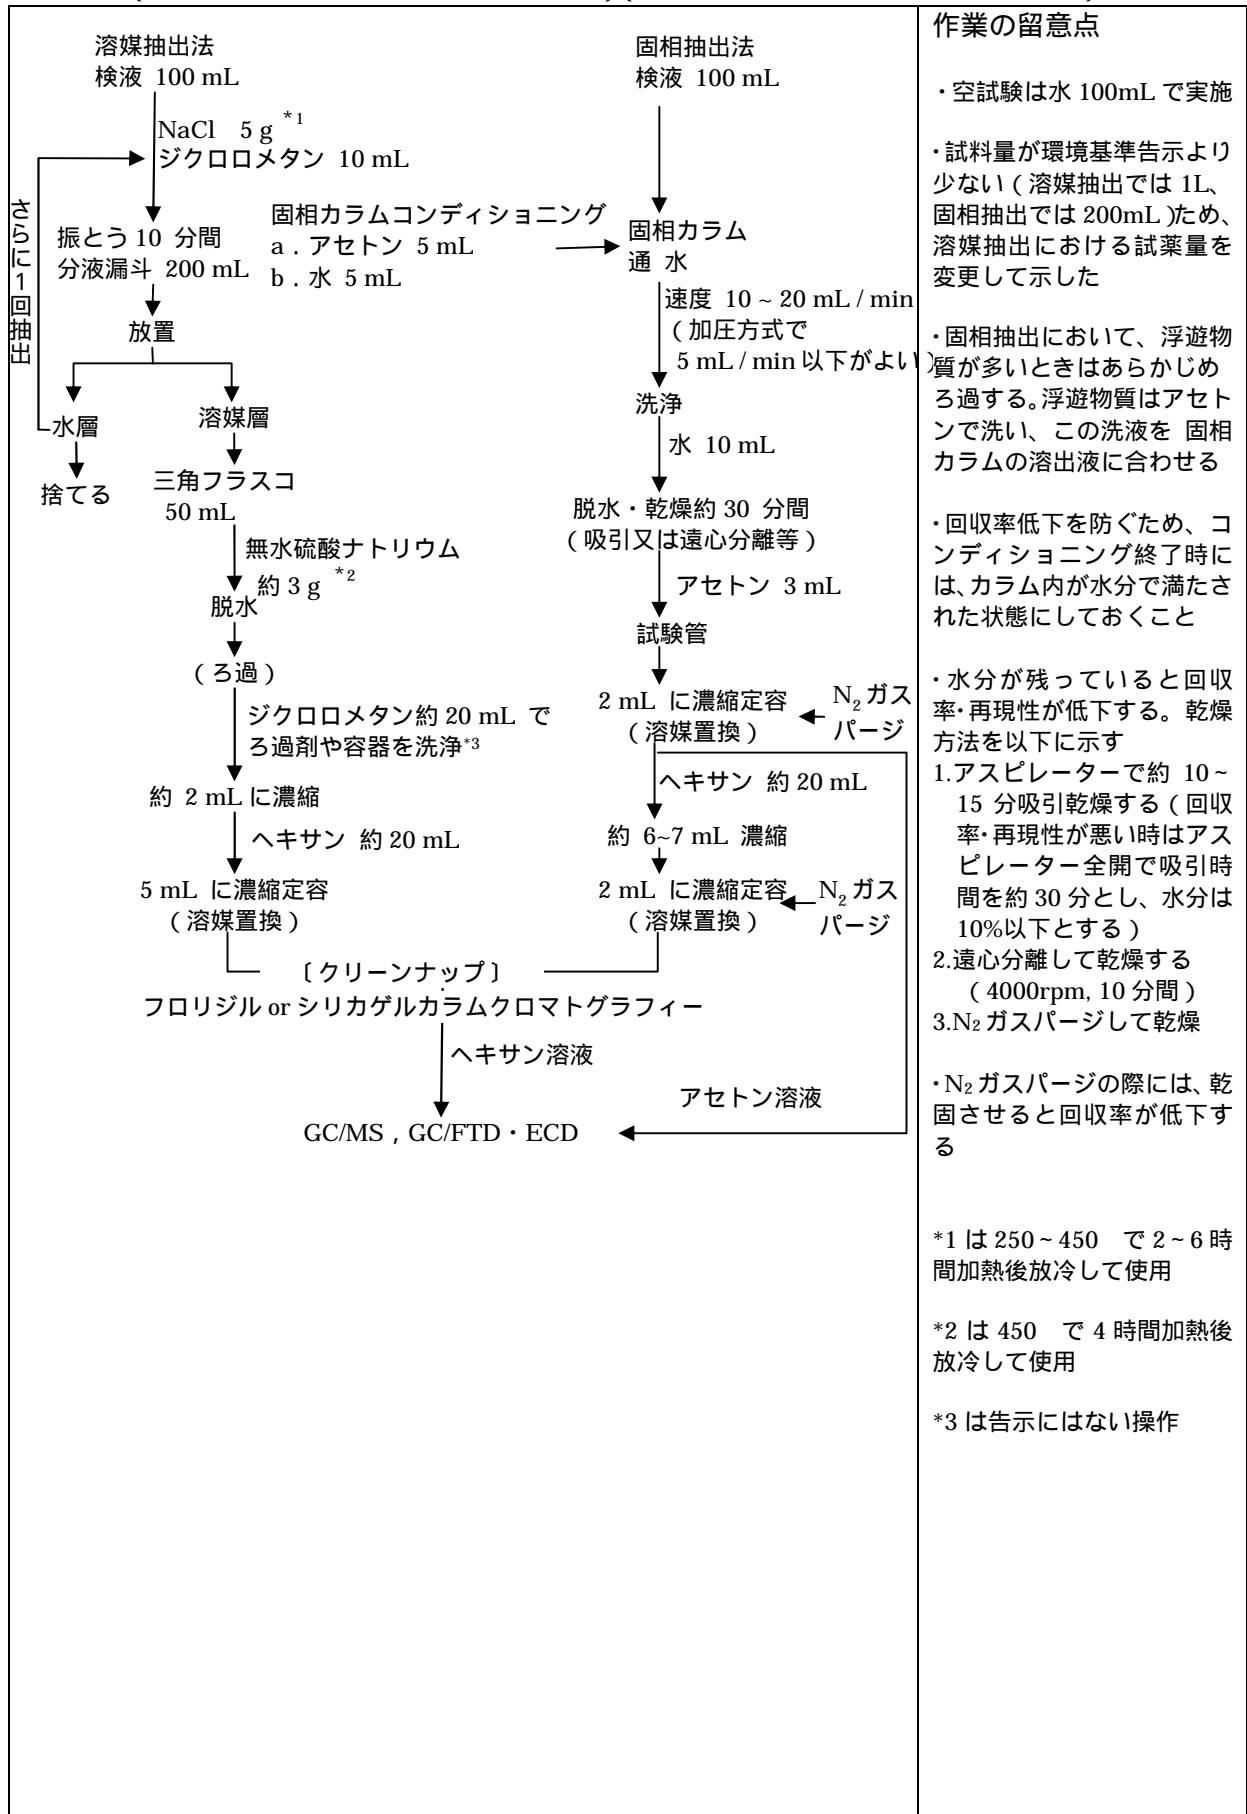 溶媒抽出法
検液 100 mL
NaCl 5 g *1
ジクロロメタン 10 mL
さらに1回抽出
振とう 10 分間
分液漏斗 200 mL
放置
水層
溶媒層
捨てる
三角フラスコ
50 mL
無水硫酸ナトリウム
約 3 g *2
脱水
(ろ過)
ジクロロメタン約 20 mL で
ろ過剤や容器を洗浄*3
約 2 mL に濃縮
ヘキサン 約 20 mL
5 mL に濃縮定容
(溶媒置換)
固相抽出法
検液 100 mL
固相カラムコンディショニング
a.アセトン 5 mL
b.水 5 mL
固相カラム
通 水
速度 10 ~ 20 mL / min
(加圧方式で
5 mL / min 以下がよい)
洗浄
水 10 mL
脱水・乾燥約 30 分間
(吸引又は遠心分離等)
アセトン 3 mL
試験管
2 mL に濃縮定容
(溶媒置換)
N2 ガス
パージ
ヘキサン 約 20 mL
約 6~7 mL 濃縮
2 mL に濃縮定容
(溶媒置換)
N2 ガス
パージ
〔クリーンナップ〕
フロリジル or シリカゲルカラムクロマトグラフィー
ヘキサン溶液
アセトン溶液
GC/MS , GC/FTD・ECD
作業の留意点
・空試験は水 100mL で実施
・試料量が環境基準告示より
少ない(溶媒抽出では 1L、
固相抽出では 200mL)ため、
溶媒抽出における試薬量を
変更して示した
・固相抽出において、浮遊物
質が多いときはあらかじめ
ろ過する。浮遊物質はアセト
ンで洗い、この洗液を 固相
カラムの溶出液に合わせる
・回収率低下を防ぐため、コ
ンディショニング終了時に
は、カラム内が水分で満たさ
れた状態にしておくこと
・水分が残っていると回収
率・再現性が低下する。乾燥
方法を以下に示す
1.アスピレーターで約 10~
15 分吸引乾燥する(回収
率・再現性が悪い時はアス
ピレーター全開で吸引時
間を約 30 分とし、水分は
10%以下とする)
2.遠心分離して乾燥する
(4000rpm, 10 分間)
3.N2 ガスパージして乾燥
・N2 ガスパージの際には、乾
固させると回収率が低下す
る
*1 は 250~450 で 2~6 時
間加熱後放冷して使用
*2 は 450 で 4 時間加熱後
放冷して使用
*3 は告示にはない操作